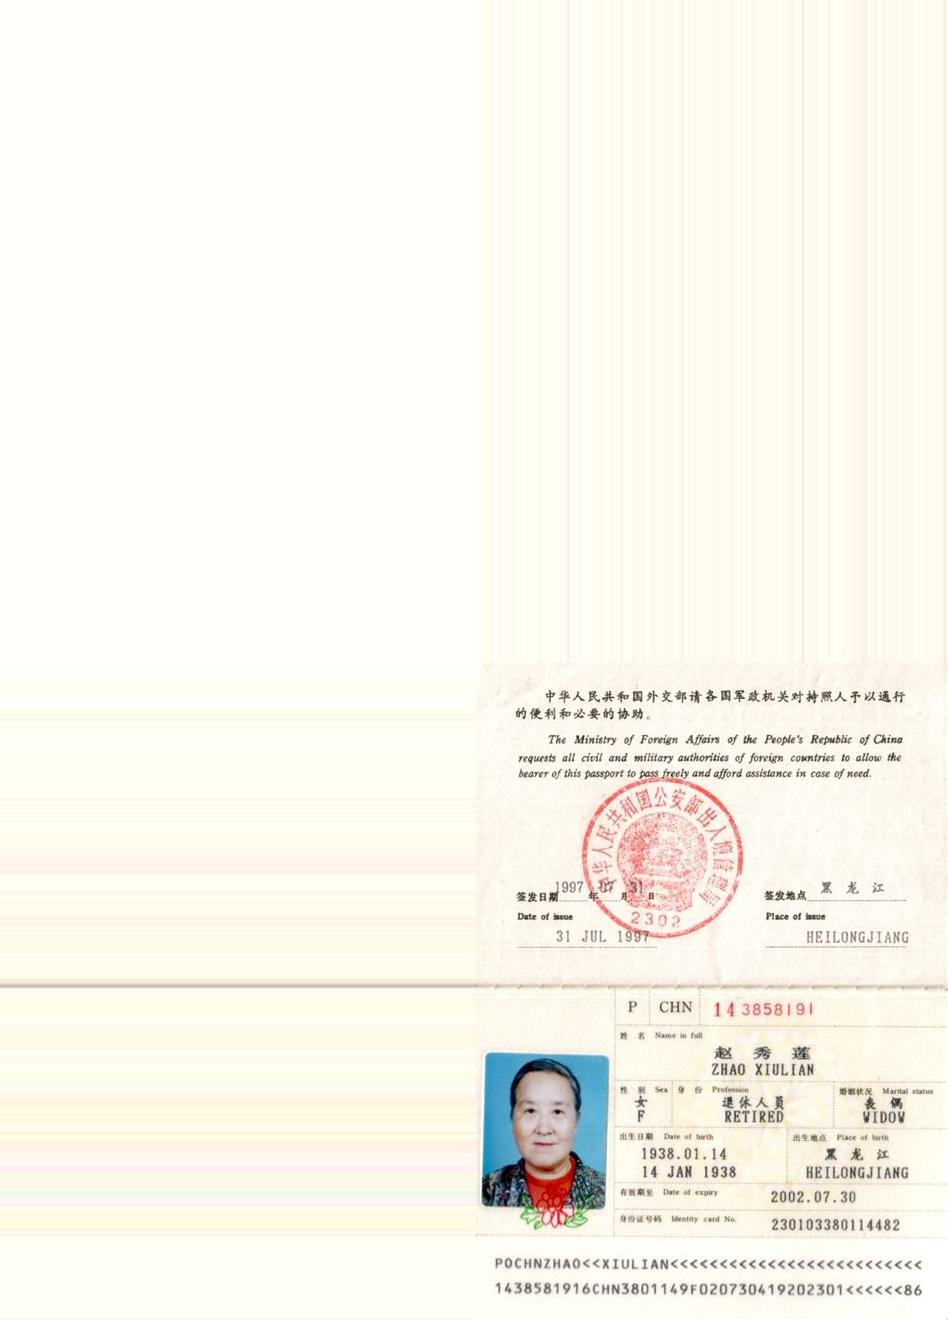 中华人民共和国外交部请各国军政机关对持照人予以通行
的便利和必要的协助。
The Ministry of Foreign Affairs of the People's Republic of China
requests all civil and military authorities of foreign countries to allow the
bearer of this passport to pass freely and afford assistance in case of need.
中华人民共和国公安部出入境管理局
2302
签发日期 1997 年 07 月 31 日
签发地点 黑 龙 江
Date of issue
Place of issue
31 JUL 1997
HEILONGJIANG
P CHN 143858191
姓 名 Name in full
赵 秀 莲
ZHAO XIULIAN
性 别 Sex 身 份 Profession 婚姻状况 Marital status
女 退休人员 丧 偶
F RETIRED WIDOW
出生日期 Date of birth 出生地点 Place of birth
1938.01.14 黑 龙 江
14 JAN 1938 HEILONGJIANG
有效期至 Date of expiry 2002.07.30
身份证号码 Identity card No. 230103380114482
POCHNZHAO<<XIULIAN<<<<<<<<<<<<<<<<<<<<<<<<<<
1438581916CHN3801149F020730419202301<<<<<<86